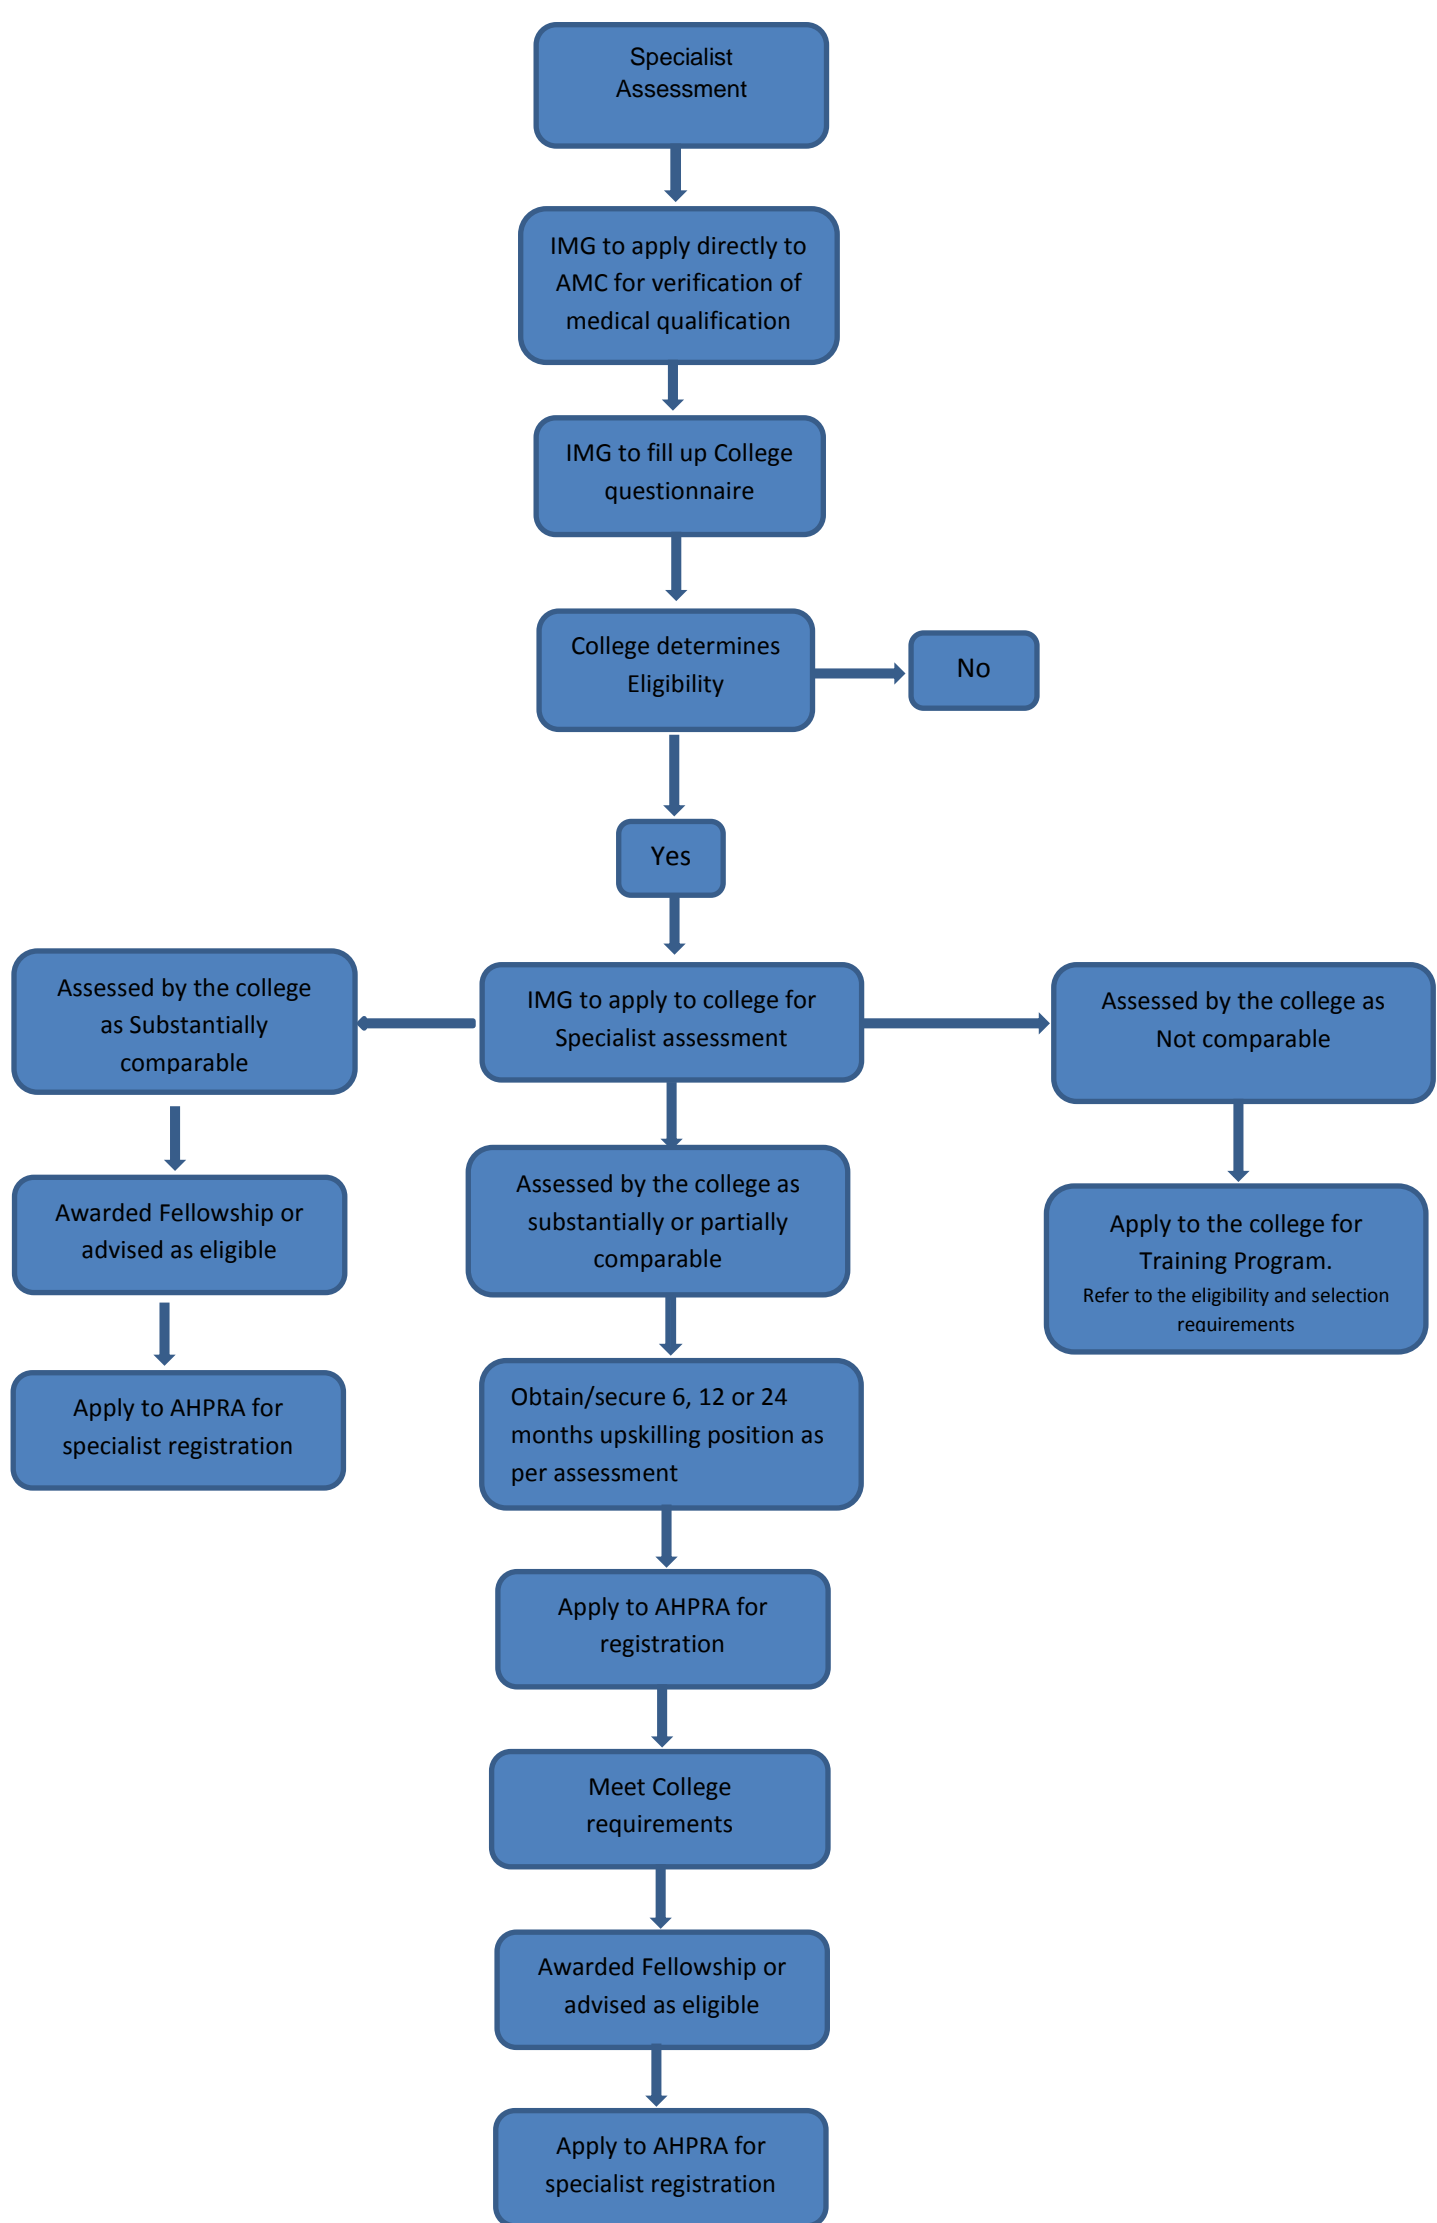 Specialist
Assessment
IMG to apply directly to
AMC for verification of
medical qualification
IMG to fill up College
questionnaire
College determines
Eligibility
No
Yes
Assessed by the college
as Substantially
comparable
IMG to apply to college for
Specialist assessment
Assessed by the college as
Not comparable
Awarded Fellowship or
advised as eligible
Assessed by the college as
substantially or partially
comparable
Apply to the college for
Training Program.
Refer to the eligibility and selection
requirements
Apply to AHPRA for
specialist registration
Obtain/secure 6, 12 or 24
months upskilling position as
per assessment
Apply to AHPRA for
registration
Meet College
requirements
Awarded Fellowship or
advised as eligible
Apply to AHPRA for
specialist registration